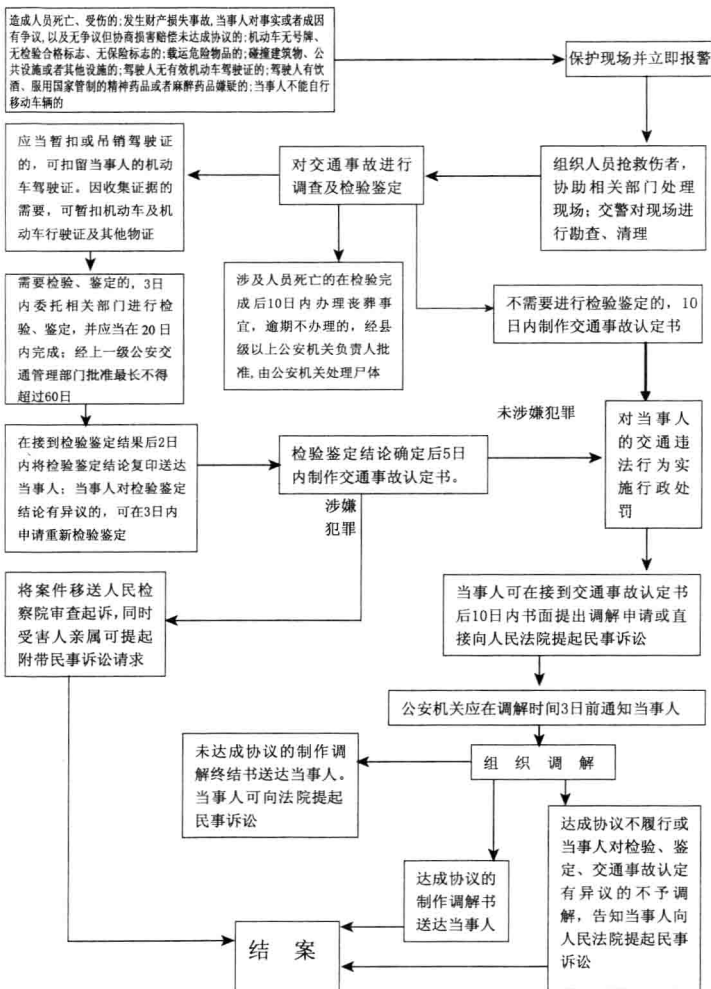 造成人员死亡、受伤的;发生财产损失事故,当事人对事实或者成因
有争议,以及无争议但协商损害赔偿未达成协议的;机动车无号牌、
无检验合格标志、无保险标志的;载运危险物品的;碰撞建筑物、公
共设施或者其他设施的;驾驶人无有效机动车驾驶证的;驾驶人有饮
酒、服用国家管制的精神药品或者麻醉药品嫌疑的;当事人不能自行
移动车辆的
保护现场并立即报警
应当暂扣或吊销驾驶证
的，可扣留当事人的机动
车驾驶证。因收集证据的
需要，可暂扣机动车及机
动车行驶证及其他物证
对交通事故进行
调查及检验鉴定
组织人员抢救伤者，
协助相关部门处理
现场；交警对现场进
行勘查、清理
需要检验、鉴定的，3日
内委托相关部门进行检
验、鉴定，并应当在20日
内完成；经上一级公安交
通管理部门批准最长不得
超过60日
涉及人员死亡的在检验完
成后10日内办理丧葬事
宜，逾期不办理的，经县
级以上公安机关负责人批
准,由公安机关处理尸体
不需要进行检验鉴定的，10
日内制作交通事故认定书
未涉嫌犯罪
对当事人
的交通违
法行为实
施行政处
罚
在接到检验鉴定结果后2日
内将检验鉴定结论复印送达
当事人；当事人对检验鉴定
结论有异议的，可在3日内
申请重新检验鉴定
检验鉴定结论确定后5日
内制作交通事故认定书。
涉嫌
犯罪
将案件移送人民检
察院审查起诉,同时
受害人亲属可提起
附带民事诉讼请求
当事人可在接到交通事故认定书
后10日内书面提出调解申请或直
接向人民法院提起民事诉讼
公安机关应在调解时间3日前通知当事人
未达成协议的制作调
解终结书送达当事人。
当事人可向法院提起
民事诉讼
组织调解
达成协议的
制作调解书
送达当事人
达成协议不履行或
当事人对检验、鉴
定、交通事故认定
有异议的不予调
解，告知当事人向
人民法院提起民事
诉讼
结案